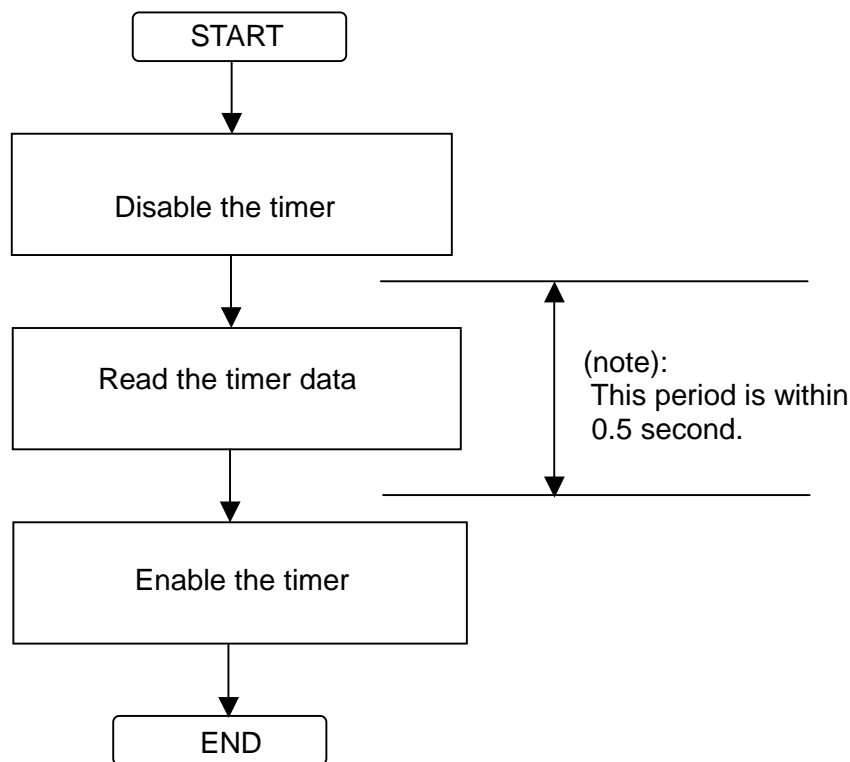 START
Disable the timer
Read the timer data
(note):
This period is within
0.5 second.
Enable the timer
END